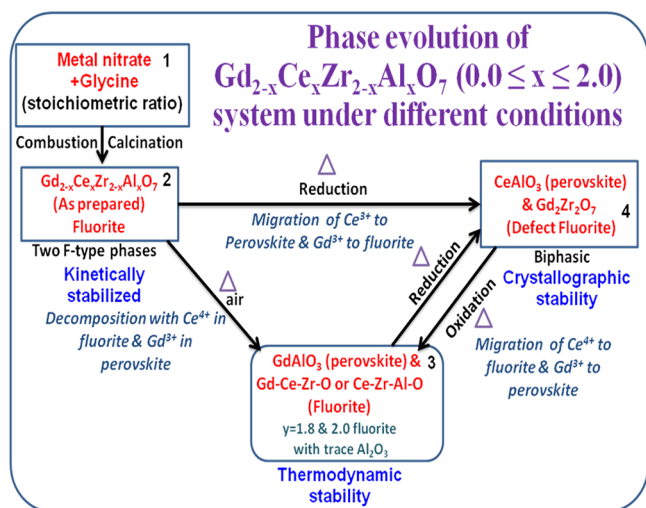 Phase evolution of
Gd₂₋ₓCeₓZr₂₋ₓAlₓO₇ (0.0 ≤ x ≤ 2.0)
system under different conditions
Metal nitrate 1
+Glycine
(stoichiometric ratio)
Combustion Calcination
Gd₂₋ₓCeₓZr₂₋ₓAlₓO₇ 2
(As prepared)
Fluorite
Two F-type phases
Kinetically
stabilized
Δ
Reduction
Migration of Ce³⁺ to
Perovskite & Gd³⁺ to fluorite
CeAlO₃ (perovskite)
& Gd₂Zr₂O₇ 4
(Defect Fluorite)
Biphasic
Crystallographic
stability
Δ
air
Decomposition with Ce⁴⁺ in
fluorite & Gd³⁺ in
perovskite
Δ
Reduction
Oxidation
Δ
Migration of Ce⁴⁺ to
fluorite & Gd³⁺ to
perovskite
GdAlO₃ (perovskite) & 3
Gd-Ce-Zr-O or Ce-Zr-Al-O
(Fluorite)
y=1.8 & 2.0 fluorite
with trace Al₂O₃
Thermodynamic
stability